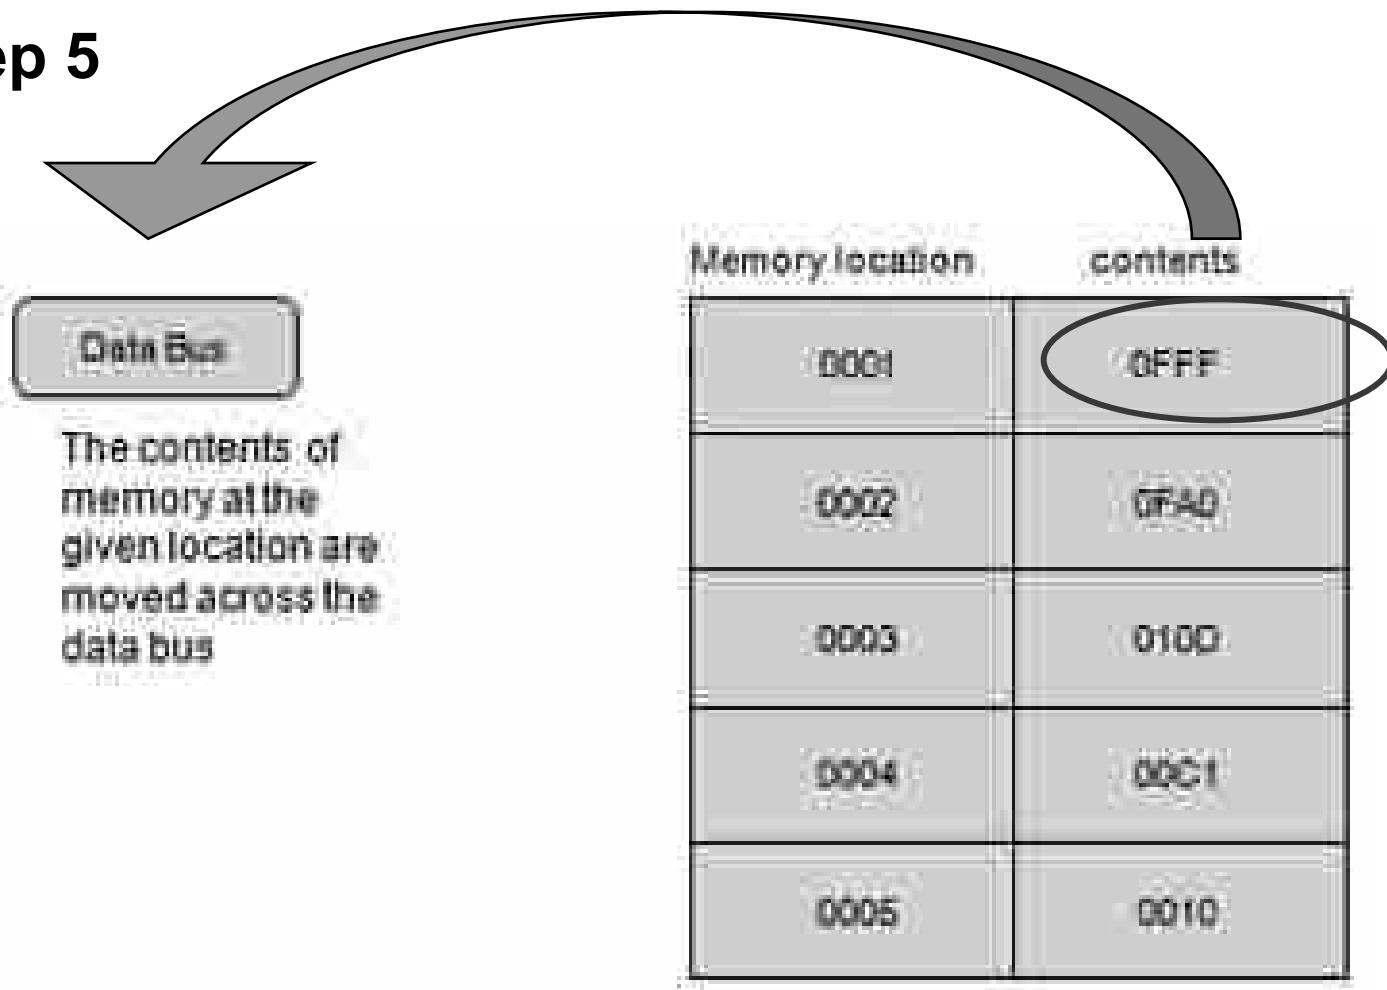 ep 5
Memory location contents
Data Bus
0001 0FFF
The contents of
memory at the
given location are
moved across the
data bus
0002 0FA0
0003 010D
0004 00C1
0005 0010